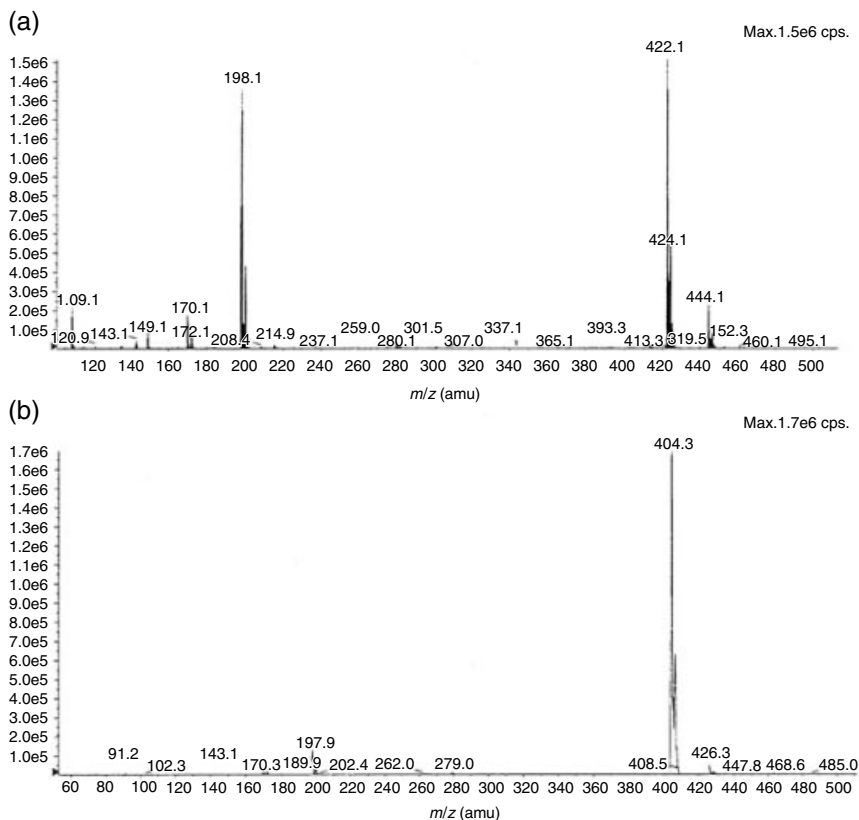 (a)
Max.1.5e6 cps.
422.1
1.5e6
198.1
1.4e6
1.3e6
1.2e6
1.1e6
1.0e6
9.0e5
8.0e5
7.0e5
6.0e5
5.0e5
424.1
4.0e5
3.0e5
1.09.1
444.1
2.0e5
170.1
1.0e5
120.9 143.1 149.1 172.1 208.4 214.9 237.1 259.0 280.1 301.5 307.0 337.1 365.1 393.3 413.3 319.5 152.3 460.1 495.1
120 140 160 180 200 220 240 260 280 300 320 340 360 380 400 420 440 460 480 500
m/z (amu)
(b)
Max.1.7e6 cps.
404.3
1.7e6
1.6e6
1.5e6
1.4e6
1.3e6
1.2e6
1.1e6
1.0e6
9.0e5
8.0e5
7.0e5
6.0e5
5.0e5
4.0e5
3.0e5
2.0e5
197.9
1.0e5
91.2 102.3 143.1 170.3 189.9 202.4 262.0 279.0 408.5 426.3 447.8 468.6 485.0
60 80 100 120 140 160 180 200 220 240 260 280 300 320 340 360 380 400 420 440 460 480 500
m/z (amu)